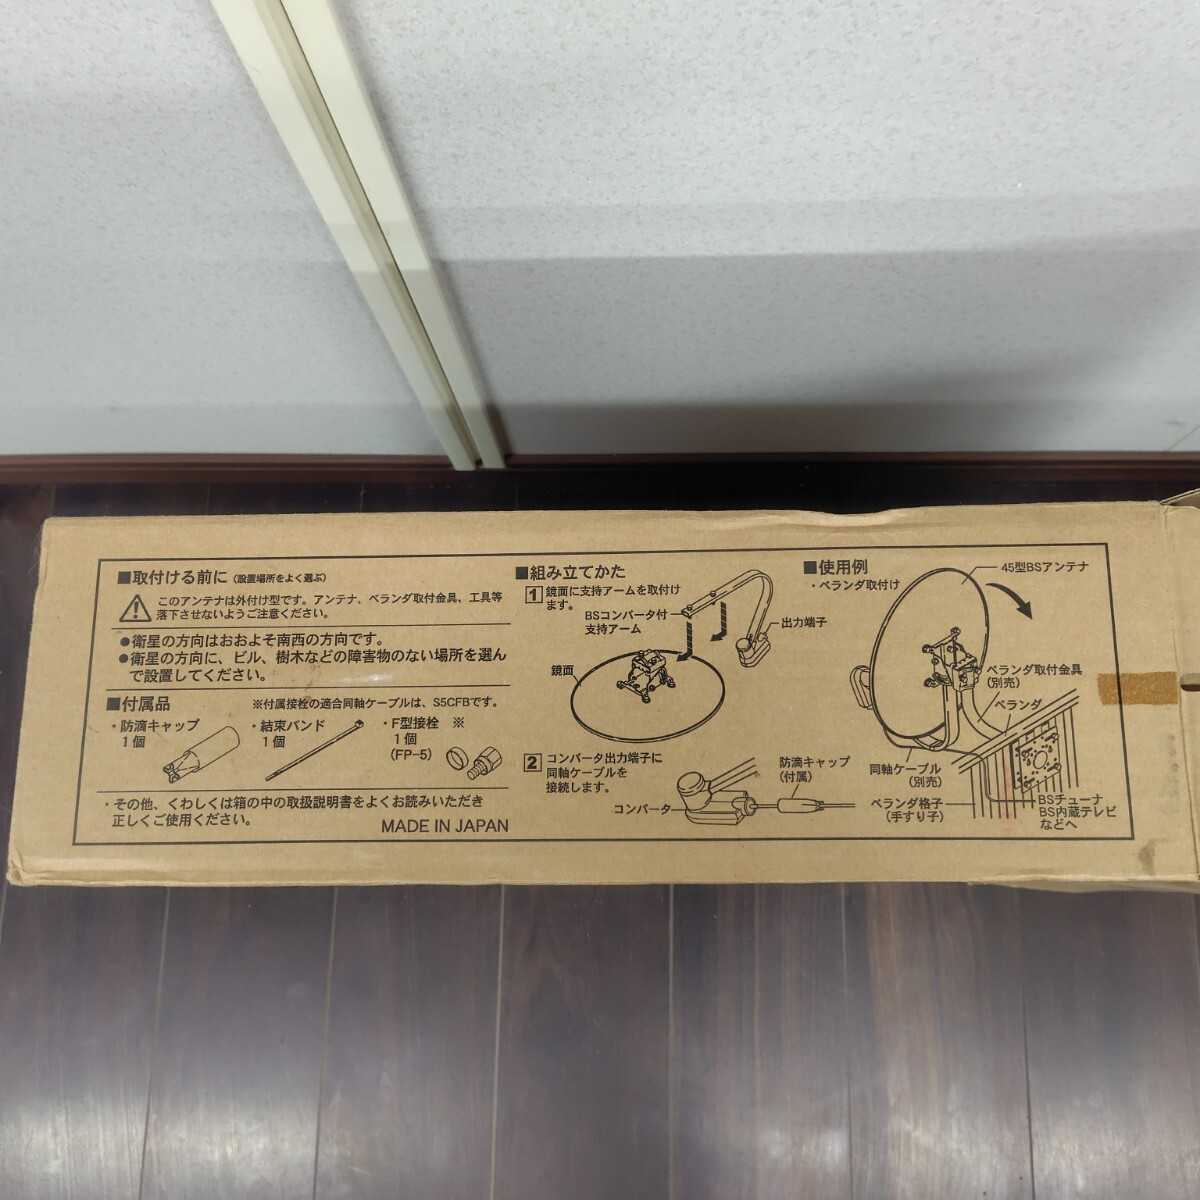 ■取付ける前に(設置場所をよく選ぶ)
このアンテナは外付け型です。アンテナ、ベランダ取付金具、工具等
落下させないようご注意ください。
●衛星の方向はおおよそ南西の方向です。
●衛星の方向に、ビル、樹木などの障害物のない場所を選ん
で設置してください。
■付属品
※付属接栓の適合同軸ケーブルは、S5CFBです。
・防滴キャップ
1個
・結束バンド
1個
・F型接栓 ※
1個
(FP-5)
・その他、くわしくは箱の中の取扱説明書をよくお読みいただき
正しくご使用ください。
MADE IN JAPAN
■組み立てかた
1 鏡面に支持アームを取付け
ます。
BSコンバータ付
支持アーム
出力端子
鏡面
2 コンバータ出力端子に
同軸ケーブルを
接続します。
防滴キャップ
(付属)
コンバータ
■使用例
・ベランダ取付け
45型BSアンテナ
ベランダ取付金具
(別売)
ベランダ
同軸ケーブル
(別売)
ベランダ格子
(手すり子)
BSチューナ
BS内蔵テレビ
などへ